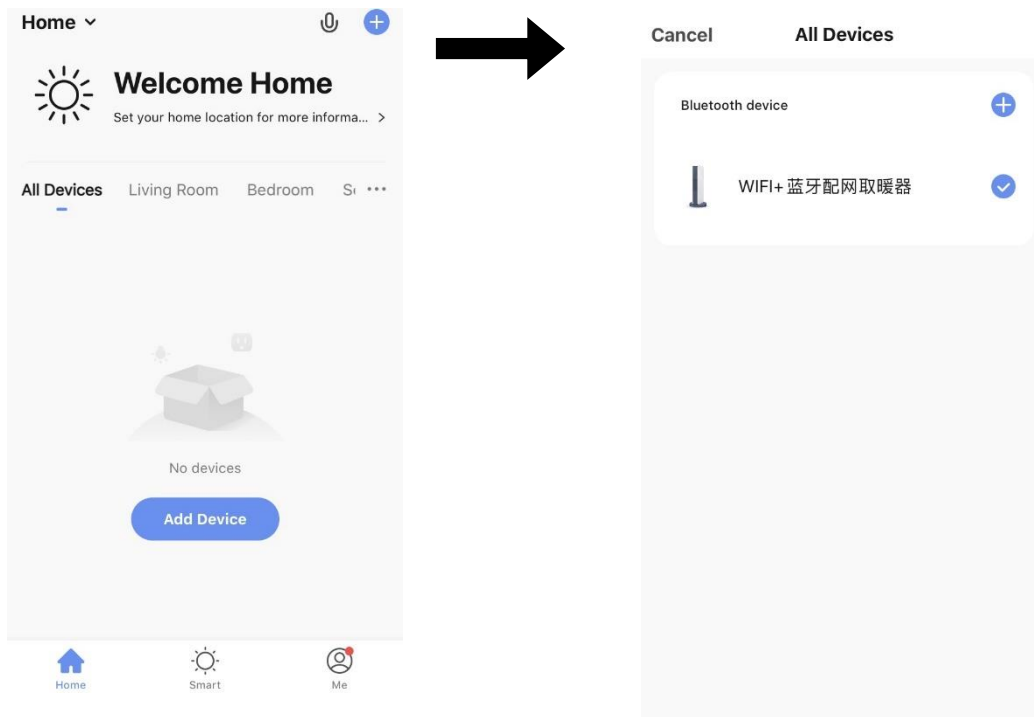 Home
Welcome Home
Set your home location for more informa... >
All Devices Living Room Bedroom
No devices
Add Device
Home Smart Me
Cancel All Devices
Bluetooth device
WIFI+蓝牙配网取暖器